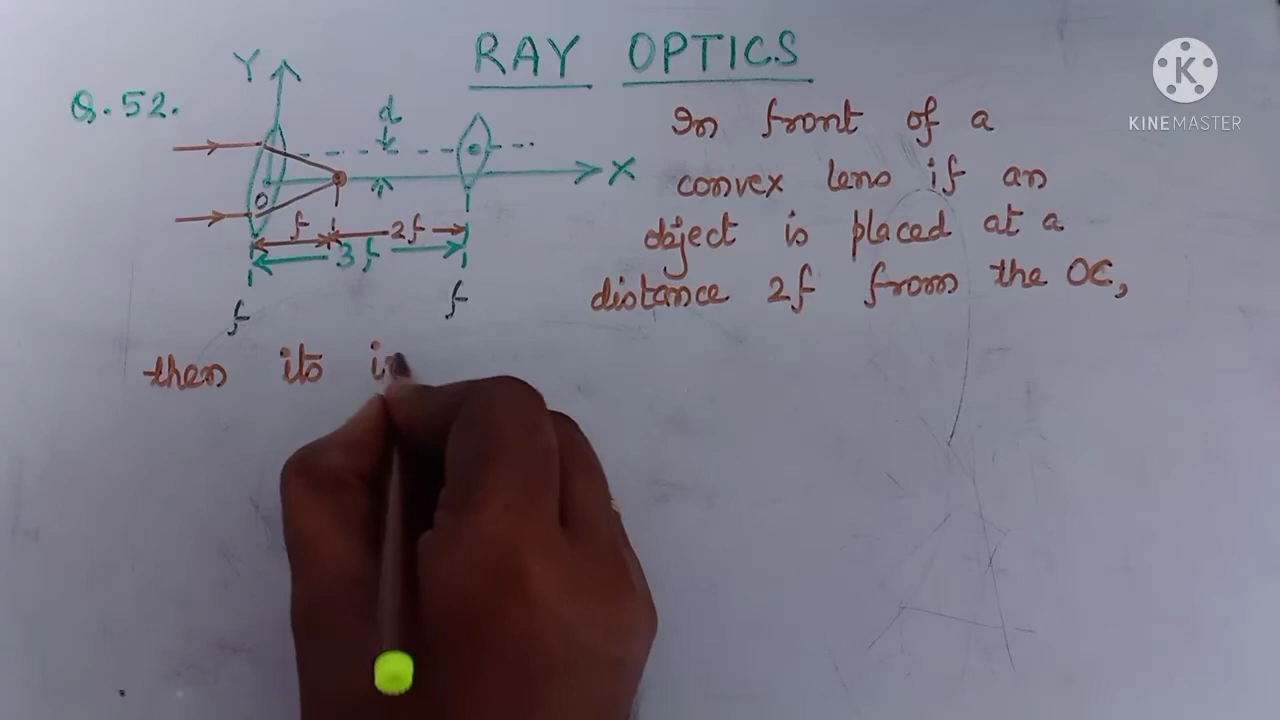 RAY OPTICS
Q.52.
Y
d
X
O
f
2f
3f
f
f
In front of a
convex lens if an
object is placed at a
distance 2f from the OC,
then its
K
KINEMASTER